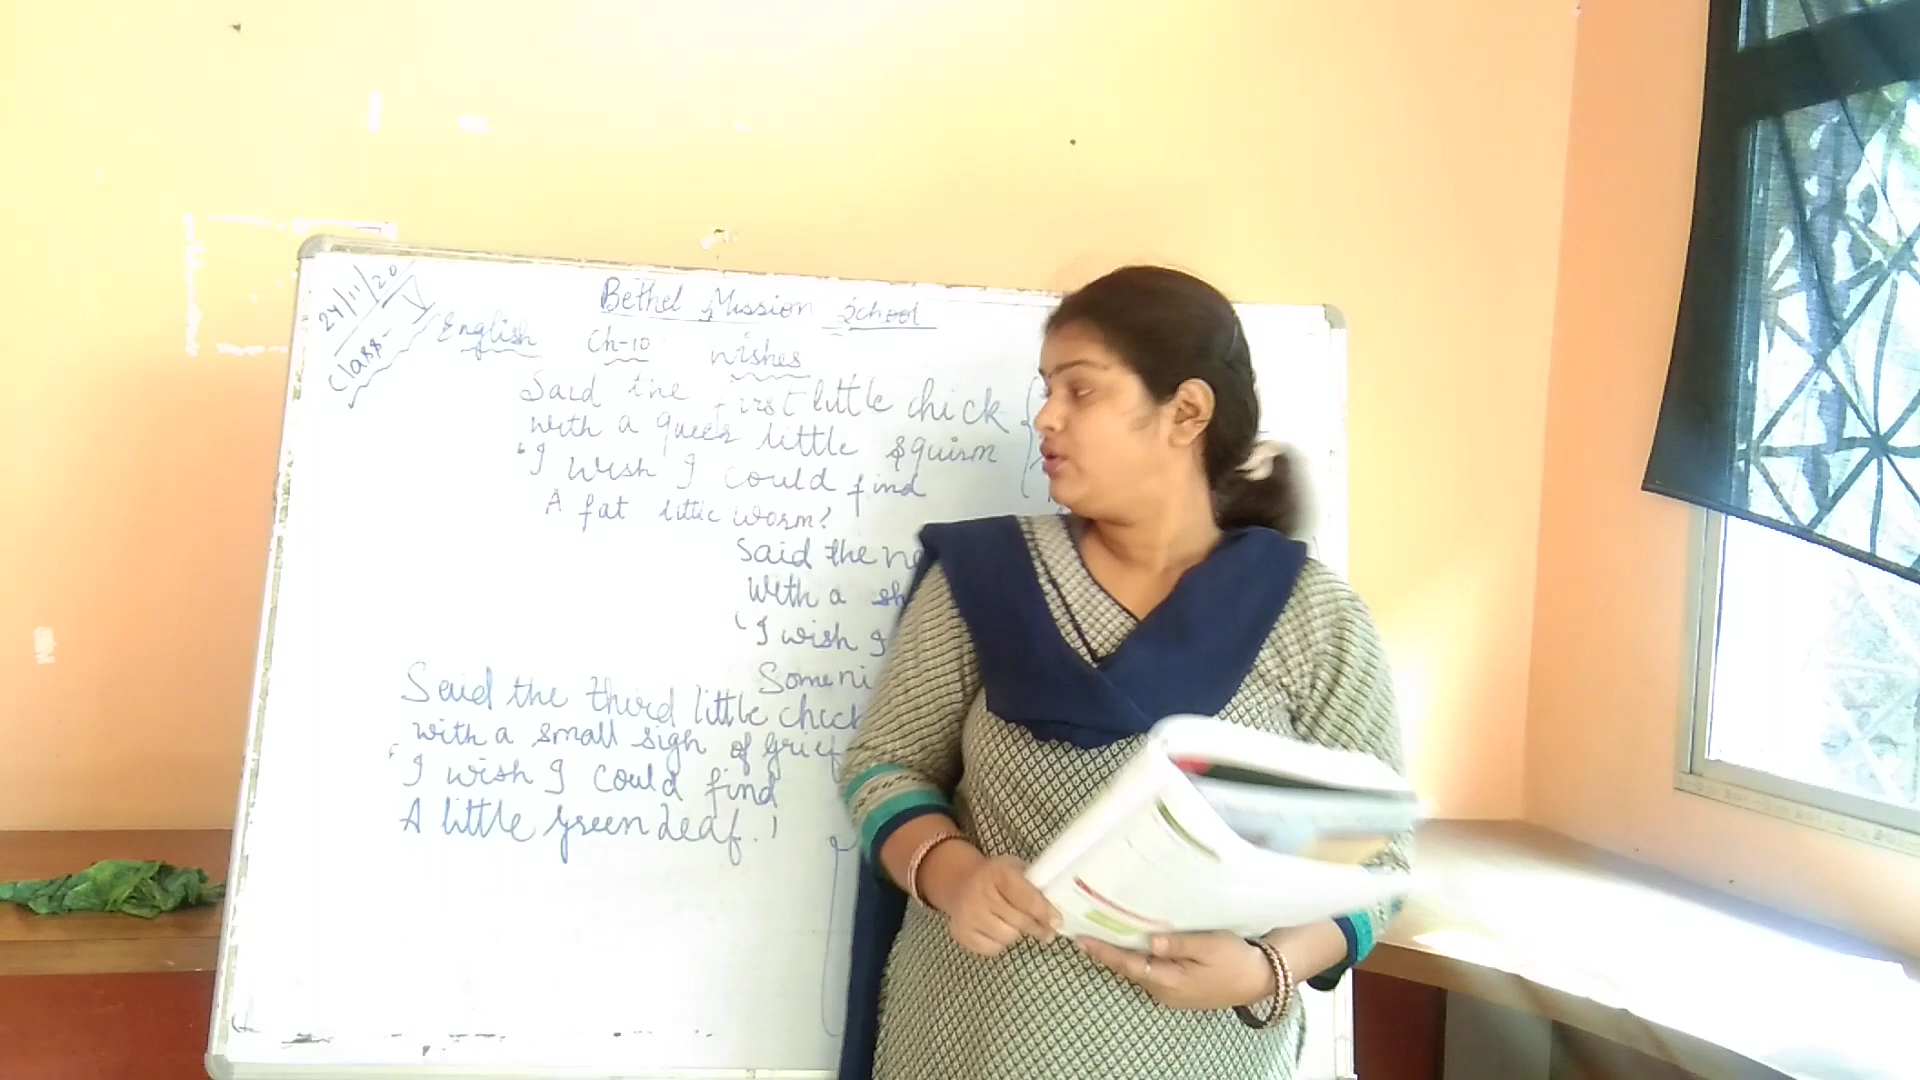 24/11/20
Class- V
Bethel Mission School
English Ch-10 Wishes
Said the first little chick
with a queer little squirm
"I wish I could find
A fat little worm!
Said the ne
With a sh
'I wish I
Some ni
Said the third little chick
with a small sigh of grief
'I wish I could find
A little green Leaf.!